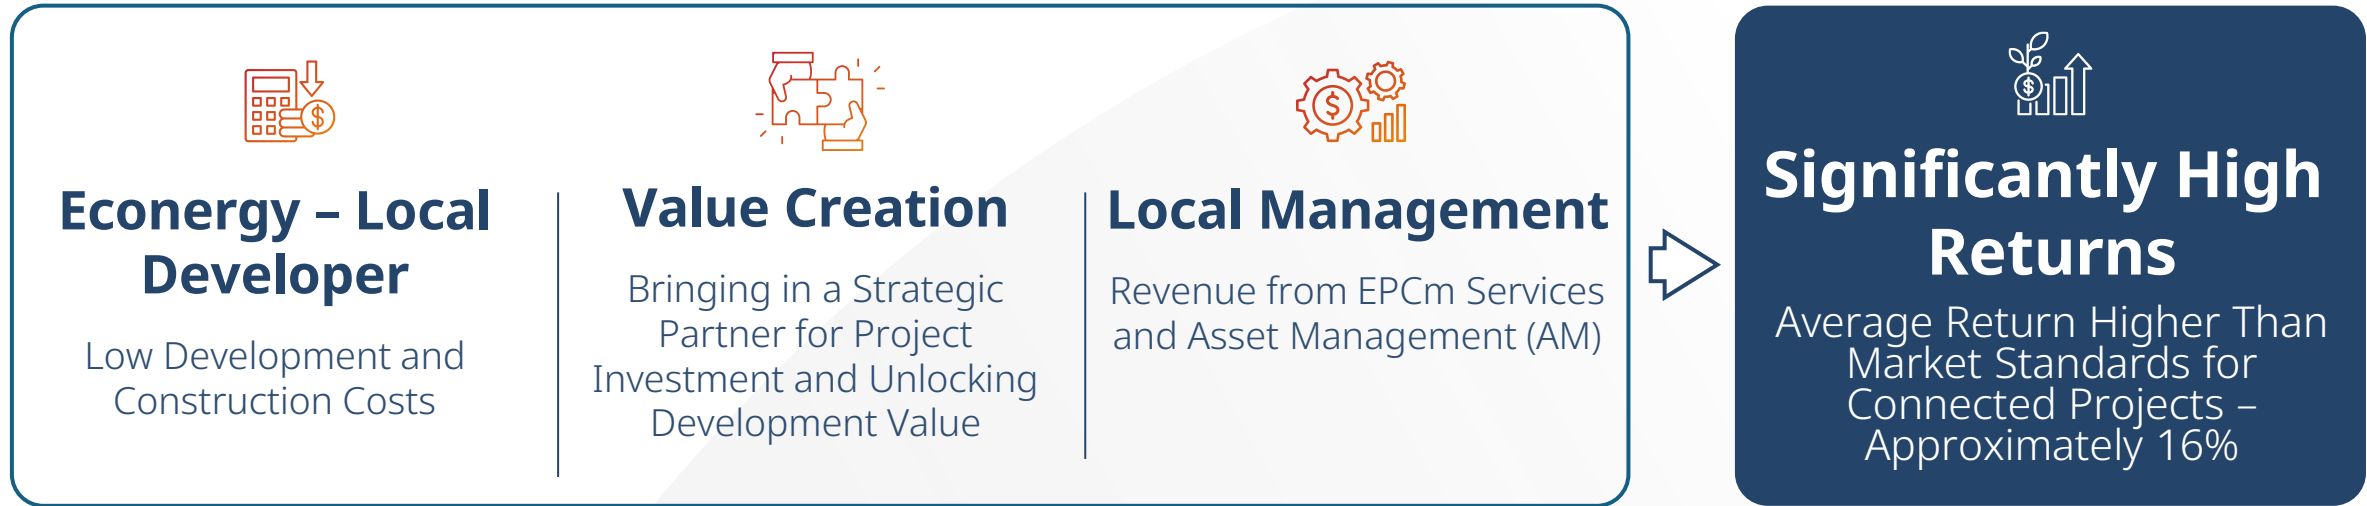 Econergy – Local
Developer
Low Development and
Construction Costs
Value Creation
Bringing in a Strategic
Partner for Project
Investment and Unlocking
Development Value
Local Management
Revenue from EPCm Services
and Asset Management (AM)
Significantly High
Returns
Average Return Higher Than
Market Standards for
Connected Projects –
Approximately 16%